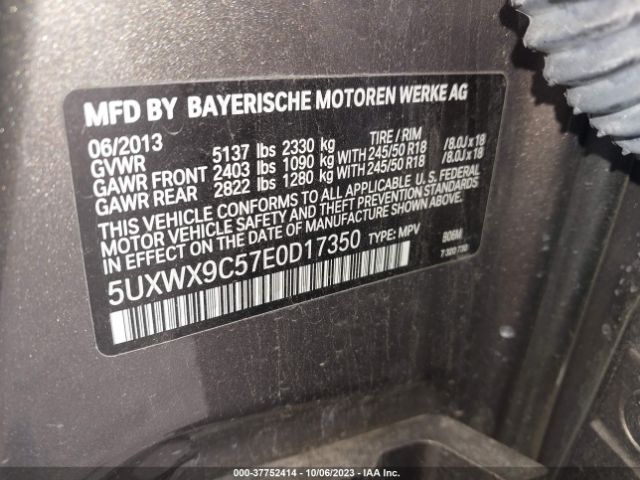 MFD BY BAYERISCHE MOTOREN WERKE AG
06/2013 TIRE / RIM
GVWR 5137 lbs 2330 kg
GAWR FRONT 2403 lbs 1090 kg WITH 245/50 R18 /8.0J x 18
GAWR REAR 2822 lbs 1280 kg WITH 245/50 R18 /8.0J x 18
THIS VEHICLE CONFORMS TO ALL APPLICABLE U. S. FEDERAL
MOTOR VEHICLE SAFETY AND THEFT PREVENTION STANDARDS
IN EFFECT ON THE DATE OF MANUFACTURE SHOWN ABOVE.
5UXWX9C57E0D17350 TYPE: MPV B06M
7 320 730
000-37752414 | 10/06/2023 | IAA Inc.